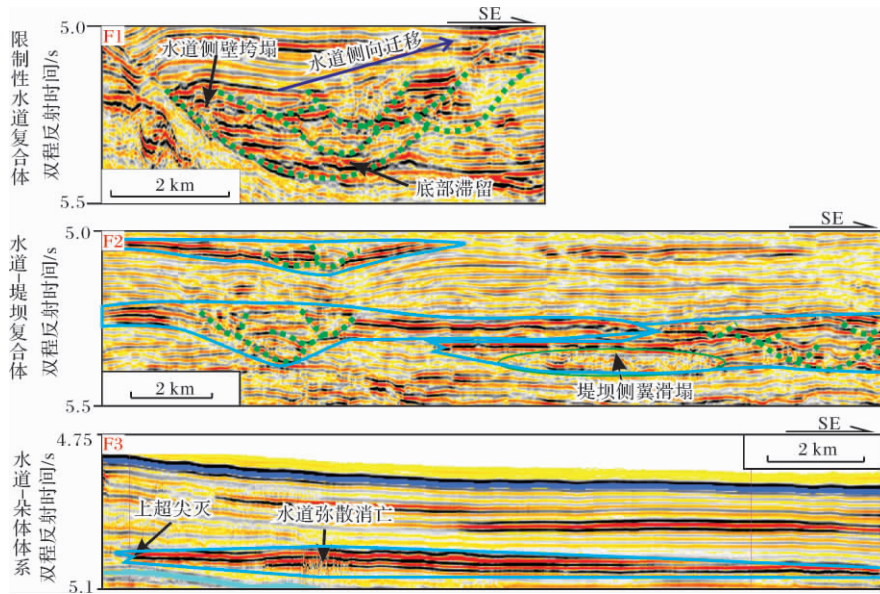 SE
5.0
F1
水道侧壁垮塌
水道侧向迁移
限制性水道复合体
双程反射时间/s
2 km
底部滞留
5.5
SE
5.0
F2
水道-堤坝复合体
双程反射时间/s
2 km
堤坝侧翼滑塌
5.5
SE
4.75
F3
2 km
水道-朵体体系
双程反射时间/s
上超尖灭
水道弥散消亡
5.1